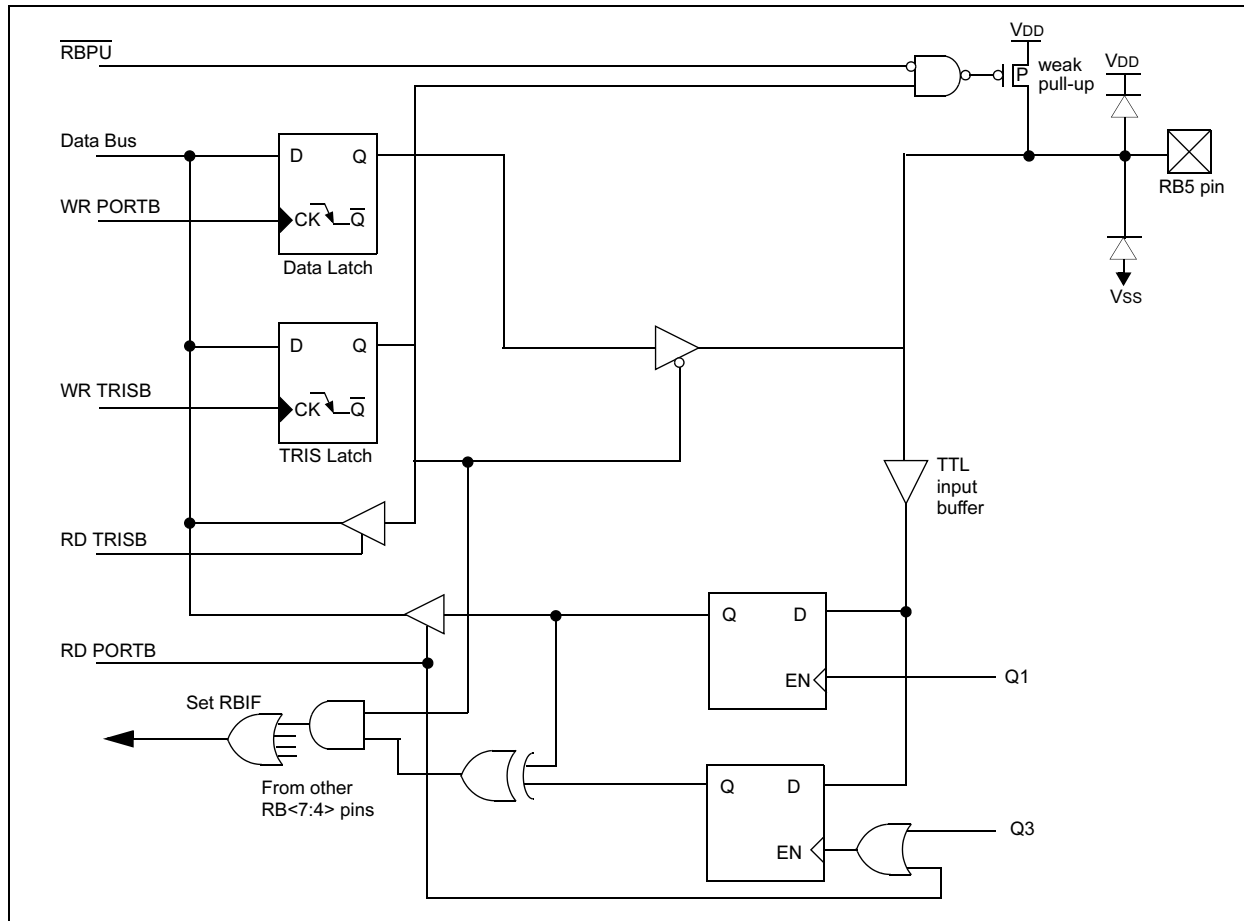 RBPU
VDD
P
weak
pull-up
VDD
Data Bus
D
Q
RB5 pin
WR PORTB
CK
Q
Data Latch
VSS
D
Q
WR TRISB
CK
Q
TRIS Latch
TTL
input
buffer
RD TRISB
Q
D
RD PORTB
EN
Q1
Set RBIF
From other
RB<7:4> pins
Q
D
Q3
EN